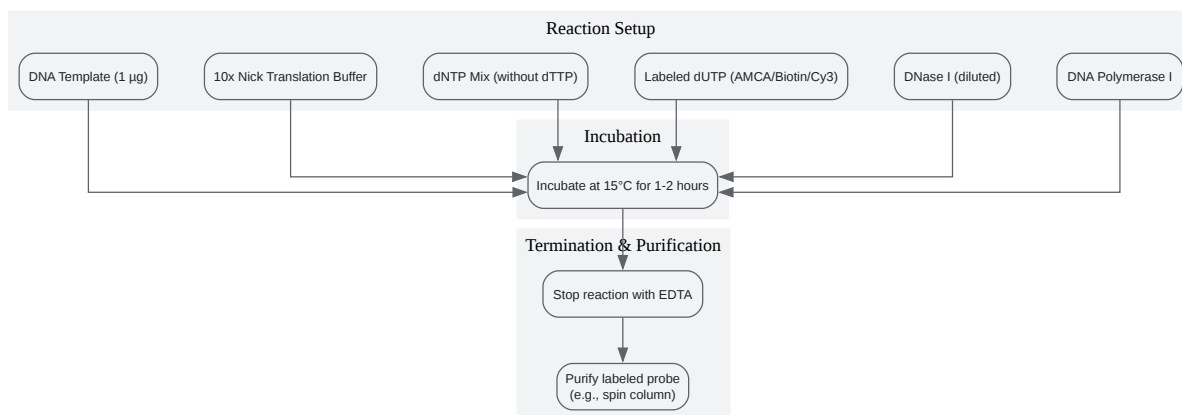 Reaction Setup
DNA Template (1 µg)
10x Nick Translation Buffer
dNTP Mix (without dTTP)
Labeled dUTP (AMCA/Biotin/Cy3)
DNase I (diluted)
DNA Polymerase I
Incubation
Incubate at 15°C for 1-2 hours
Termination & Purification
Stop reaction with EDTA
Purify labeled probe
(e.g., spin column)